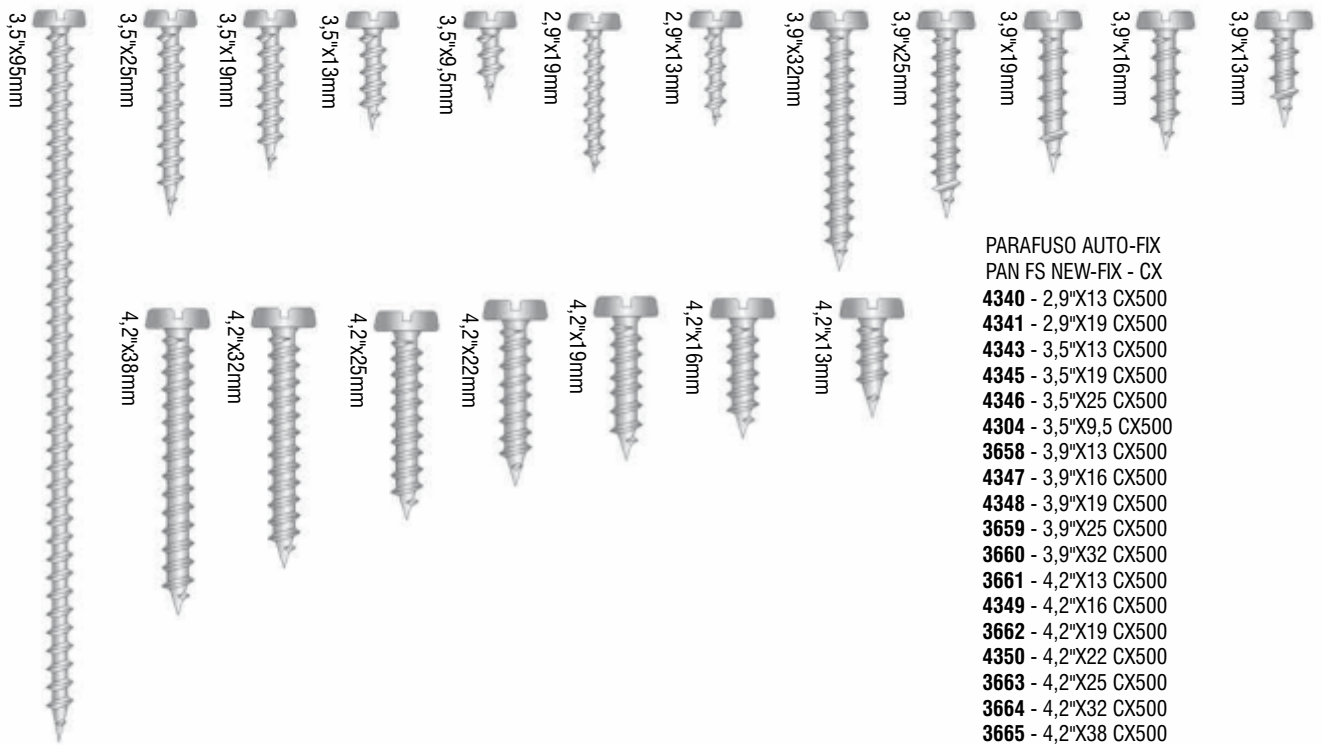 3,5"x95mm
3,5"x25mm
3,5"x19mm
3,5"x13mm
3,5"x9,5mm
2,9"x19mm
2,9"x13mm
3,9"x32mm
3,9"x25mm
3,9"x19mm
3,9"x16mm
3,9"x13mm
4,2"x38mm
4,2"x32mm
4,2"x25mm
4,2"x22mm
4,2"x19mm
4,2"x16mm
4,2"x13mm
PARAFUSO AUTO-FIX
PAN FS NEW-FIX - CX
4340 - 2,9"X13 CX500
4341 - 2,9"X19 CX500
4343 - 3,5"X13 CX500
4345 - 3,5"X19 CX500
4346 - 3,5"X25 CX500
4304 - 3,5"X9,5 CX500
3658 - 3,9"X13 CX500
4347 - 3,9"X16 CX500
4348 - 3,9"X19 CX500
3659 - 3,9"X25 CX500
3660 - 3,9"X32 CX500
3661 - 4,2"X13 CX500
4349 - 4,2"X16 CX500
3662 - 4,2"X19 CX500
4350 - 4,2"X22 CX500
3663 - 4,2"X25 CX500
3664 - 4,2"X32 CX500
3665 - 4,2"X38 CX500